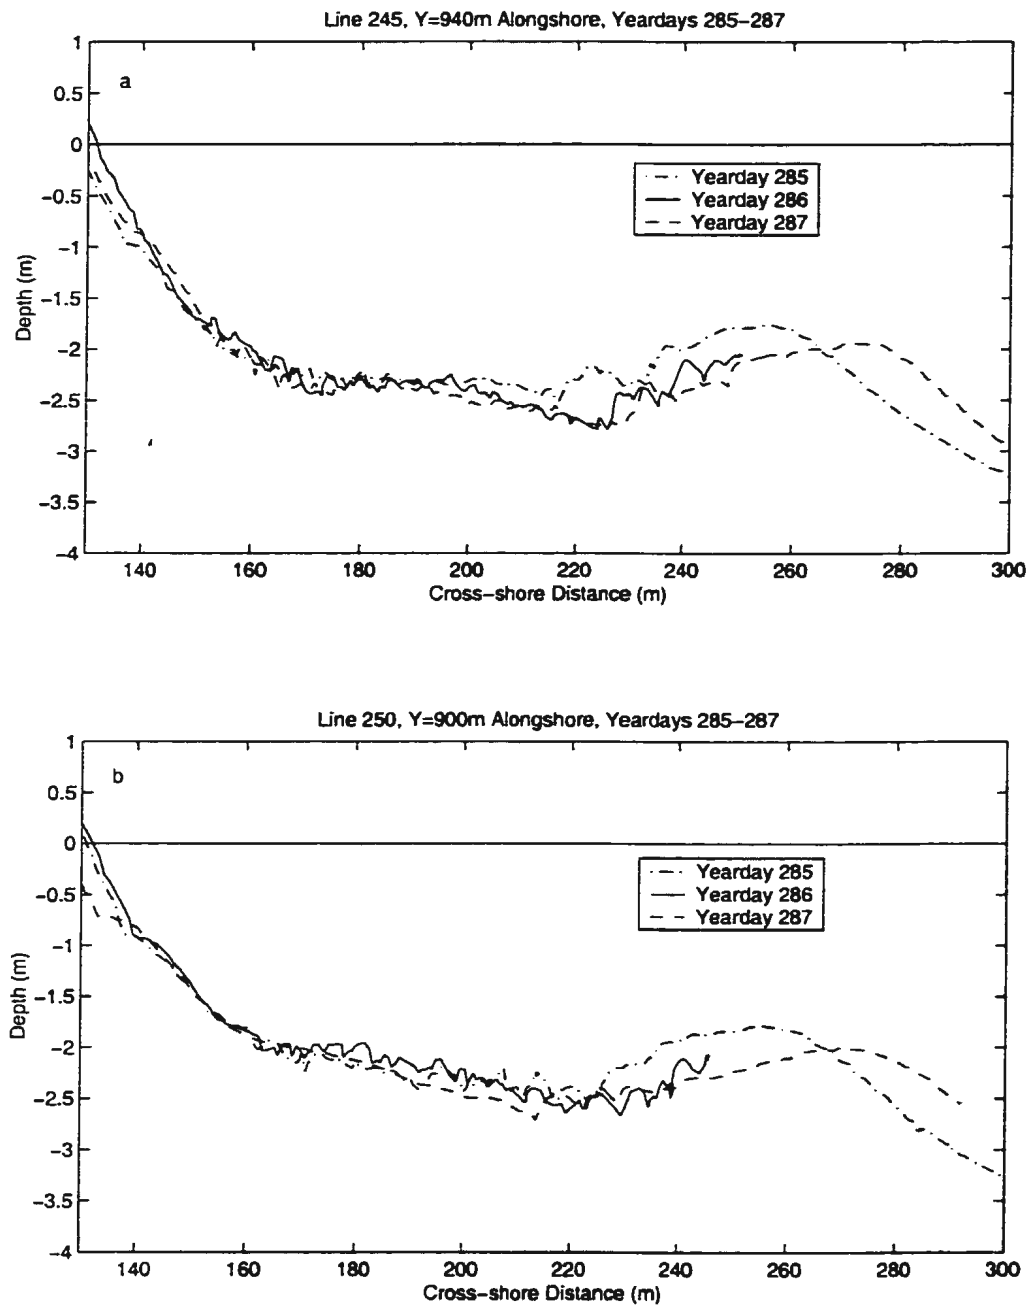 Line 245, Y=940m Alongshore, Yeardays 285–287
1
a
0.5
0
Yearday 285
Yearday 286
Yearday 287
−0.5
−1
−1.5
−2
−2.5
−3
−3.5
−4
Depth (m)
140 160 180 200 220 240 260 280 300
Cross–shore Distance (m)
Line 250, Y=900m Alongshore, Yeardays 285–287
1
b
0.5
0
Yearday 285
Yearday 286
Yearday 287
−0.5
−1
−1.5
−2
−2.5
−3
−3.5
−4
Depth (m)
140 160 180 200 220 240 260 280 300
Cross–shore Distance (m)